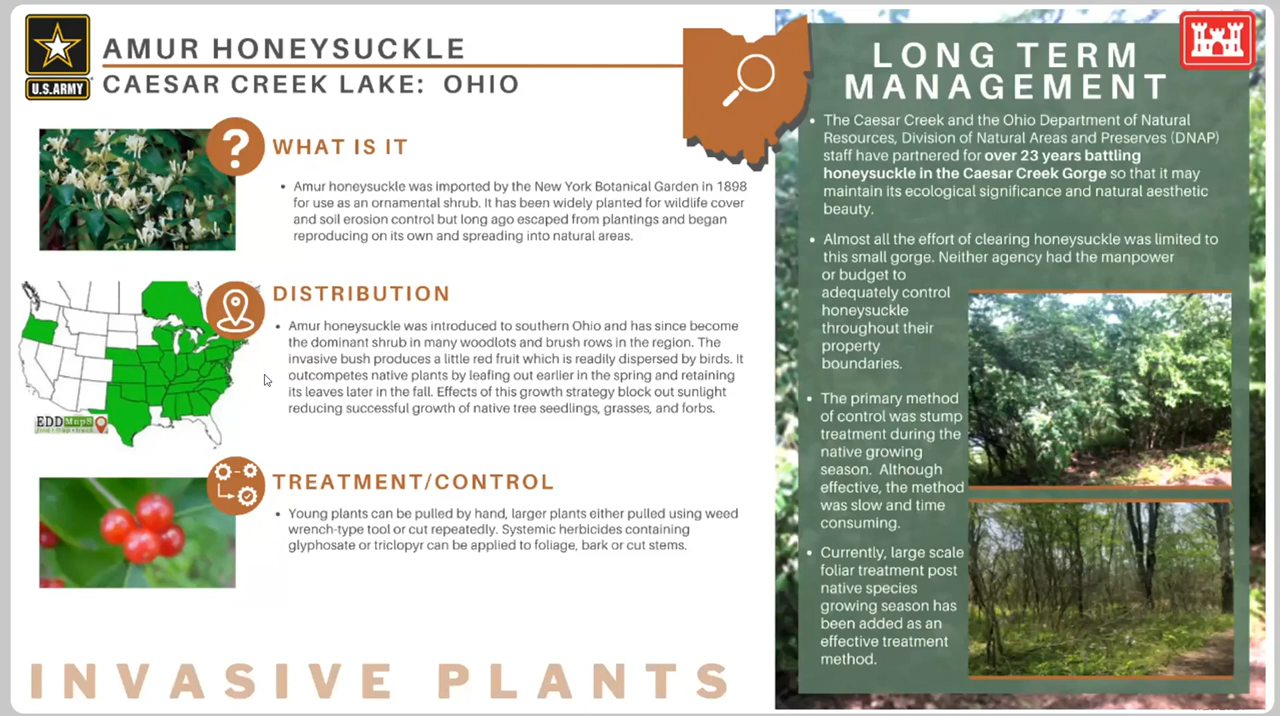 U.S.ARMY
AMUR HONEYSUCKLE
CAESAR CREEK LAKE: OHIO
?
WHAT IS IT
• Amur honeysuckle was imported by the New York Botanical Garden in 1898
for use as an ornamental shrub. It has been widely planted for wildlife cover
and soil erosion control but long ago escaped from plantings and began
reproducing on its own and spreading into natural areas.
DISTRIBUTION
• Amur honeysuckle was introduced to southern Ohio and has since become
the dominant shrub in many woodlots and brush rows in the region. The
invasive bush produces a little red fruit which is readily dispersed by birds. It
outcompetes native plants by leafing out earlier in the spring and retaining
its leaves later in the fall. Effects of this growth strategy block out sunlight
reducing successful growth of native tree seedlings, grasses, and forbs.
EDDMapS
TREATMENT/CONTROL
• Young plants can be pulled by hand, larger plants either pulled using weed
wrench-type tool or cut repeatedly. Systemic herbicides containing
glyphosate or triclopyr can be applied to foliage, bark or cut stems.
INVASIVE PLANTS
LONG TERM
MANAGEMENT
• The Caesar Creek and the Ohio Department of Natural
Resources, Division of Natural Areas and Preserves (DNAP)
staff have partnered for over 23 years battling
honeysuckle in the Caesar Creek Gorge so that it may
maintain its ecological significance and natural aesthetic
beauty.
• Almost all the effort of clearing honeysuckle was limited to
this small gorge. Neither agency had the manpower
or budget to
adequately control
honeysuckle
throughout their
property
boundaries.
• The primary method
of control was stump
treatment during the
native growing
season. Although
effective, the method
was slow and time
consuming.
• Currently, large scale
foliar treatment post
native species
growing season has
been added as an
effective treatment
method.